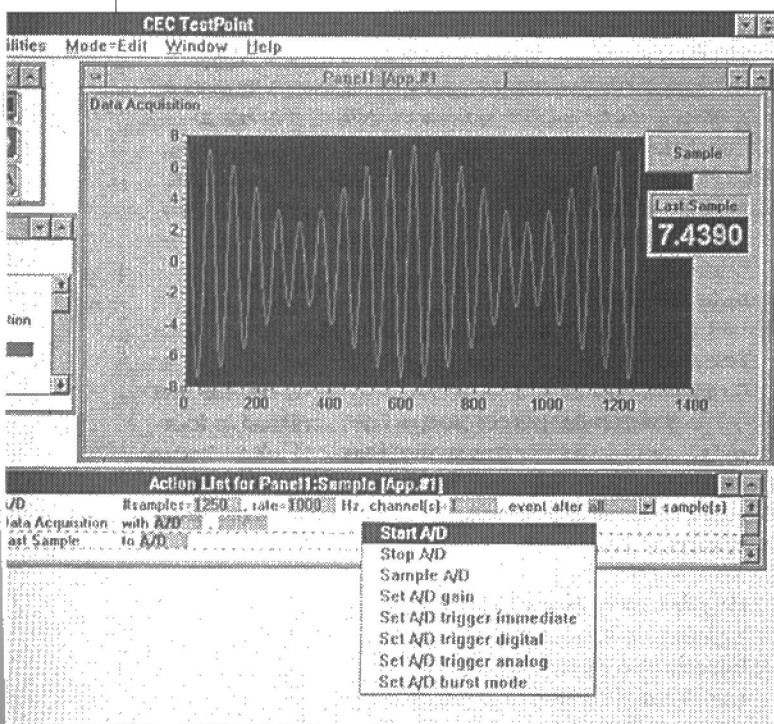 CEC TestPoint
ilities Mode=Edit Window Help
Panel1 [App.#1 ]
Data Acquisition
8
6
4
2
0
-2
-4
-6
-8
0 200 400 600 800 1000 1200 1400
Sample
Last Sample
7.4390
tion
Action List for Panel1:Sample [App.#1]
A/D #samples=1250 , rate=1000 Hz, channel(s)=1 , event after all sample(s)
Data Acquisition with A/D ,
ast Sample to A/D
Start A/D
Stop A/D
Sample A/D
Set A/D gain
Set A/D trigger immediate
Set A/D trigger digital
Set A/D trigger analog
Set A/D burst mode